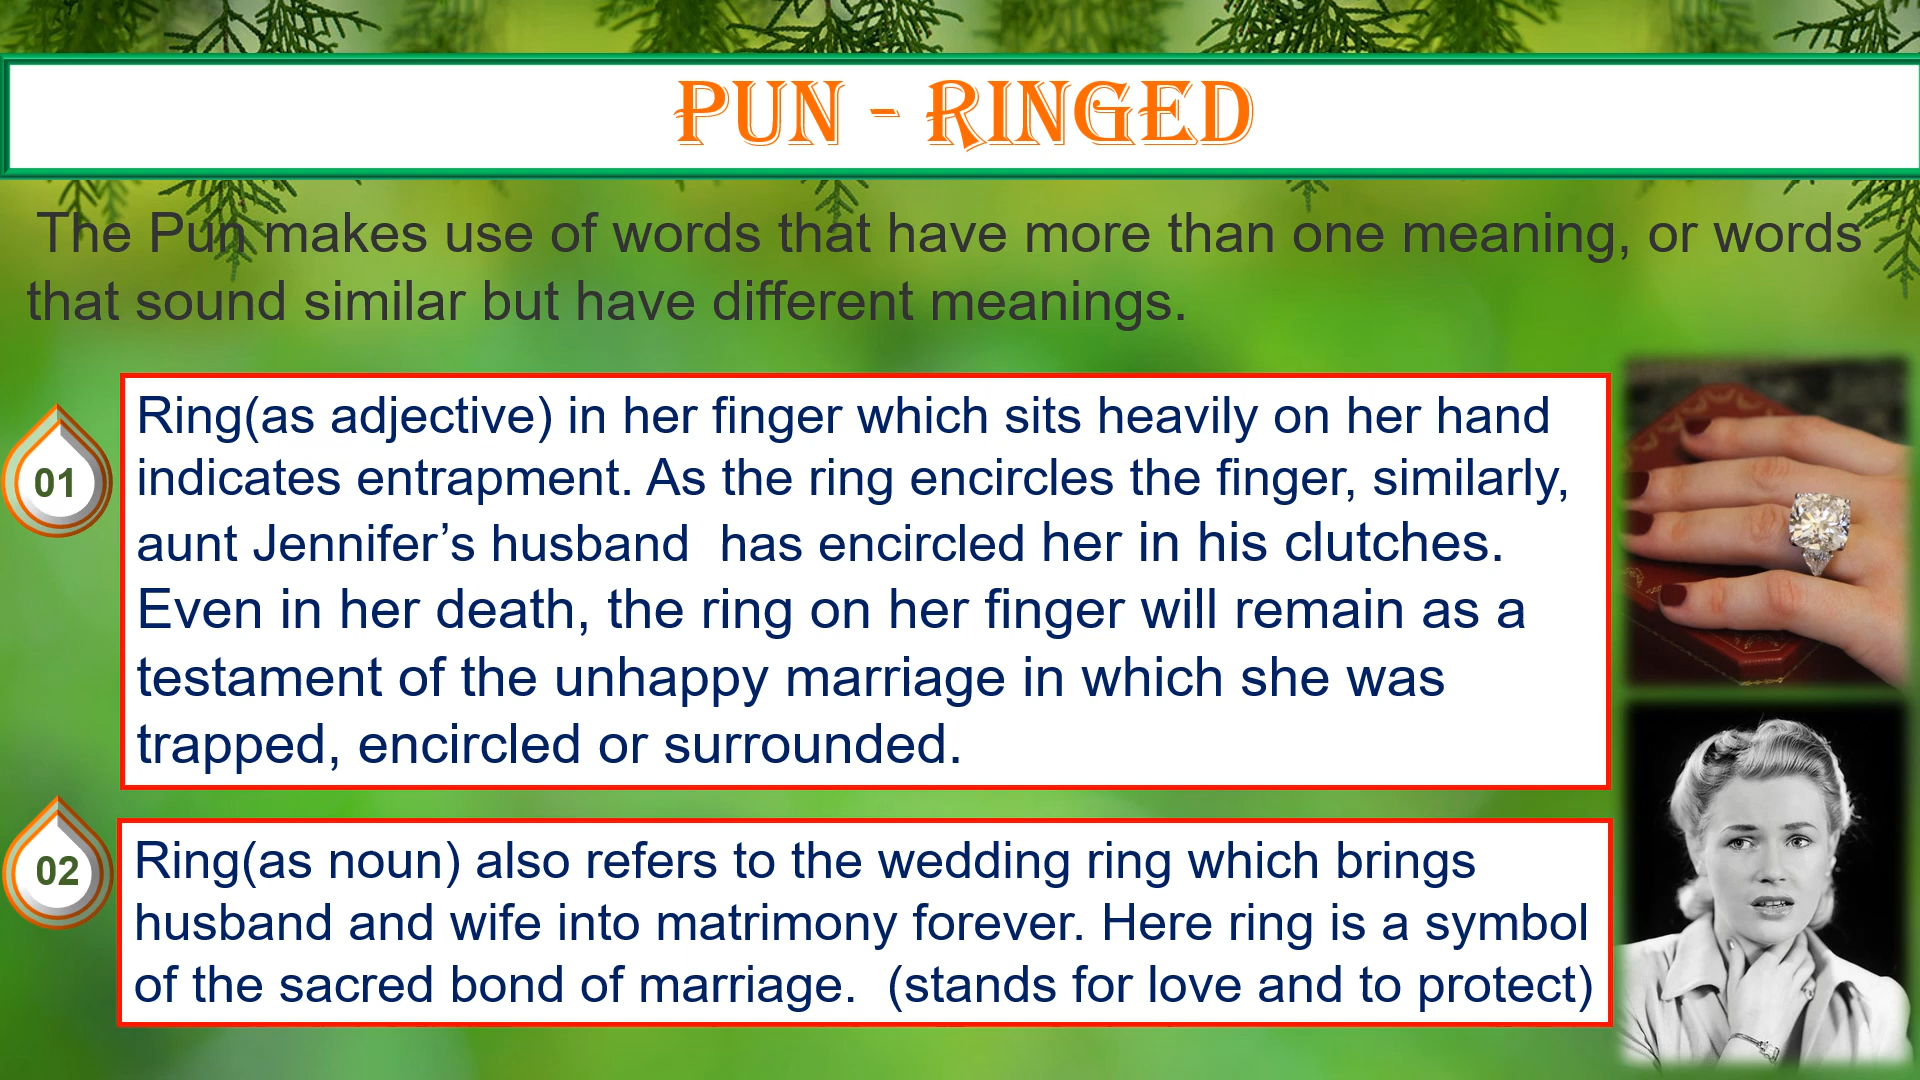 PUN - RINGED
The Pun makes use of words that have more than one meaning, or words
that sound similar but have different meanings.
01
Ring(as adjective) in her finger which sits heavily on her hand
indicates entrapment. As the ring encircles the finger, similarly,
aunt Jennifer’s husband  has encircled her in his clutches.
Even in her death, the ring on her finger will remain as a
testament of the unhappy marriage in which she was
trapped, encircled or surrounded.
02
Ring(as noun) also refers to the wedding ring which brings
husband and wife into matrimony forever. Here ring is a symbol
of the sacred bond of marriage.  (stands for love and to protect)